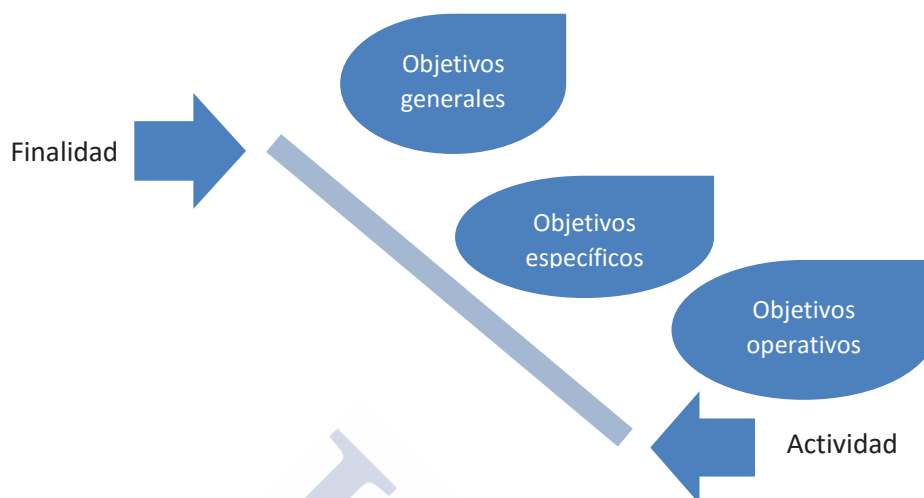 Objetivos
generales
Finalidad
Objetivos
específicos
Objetivos
operativos
Actividad